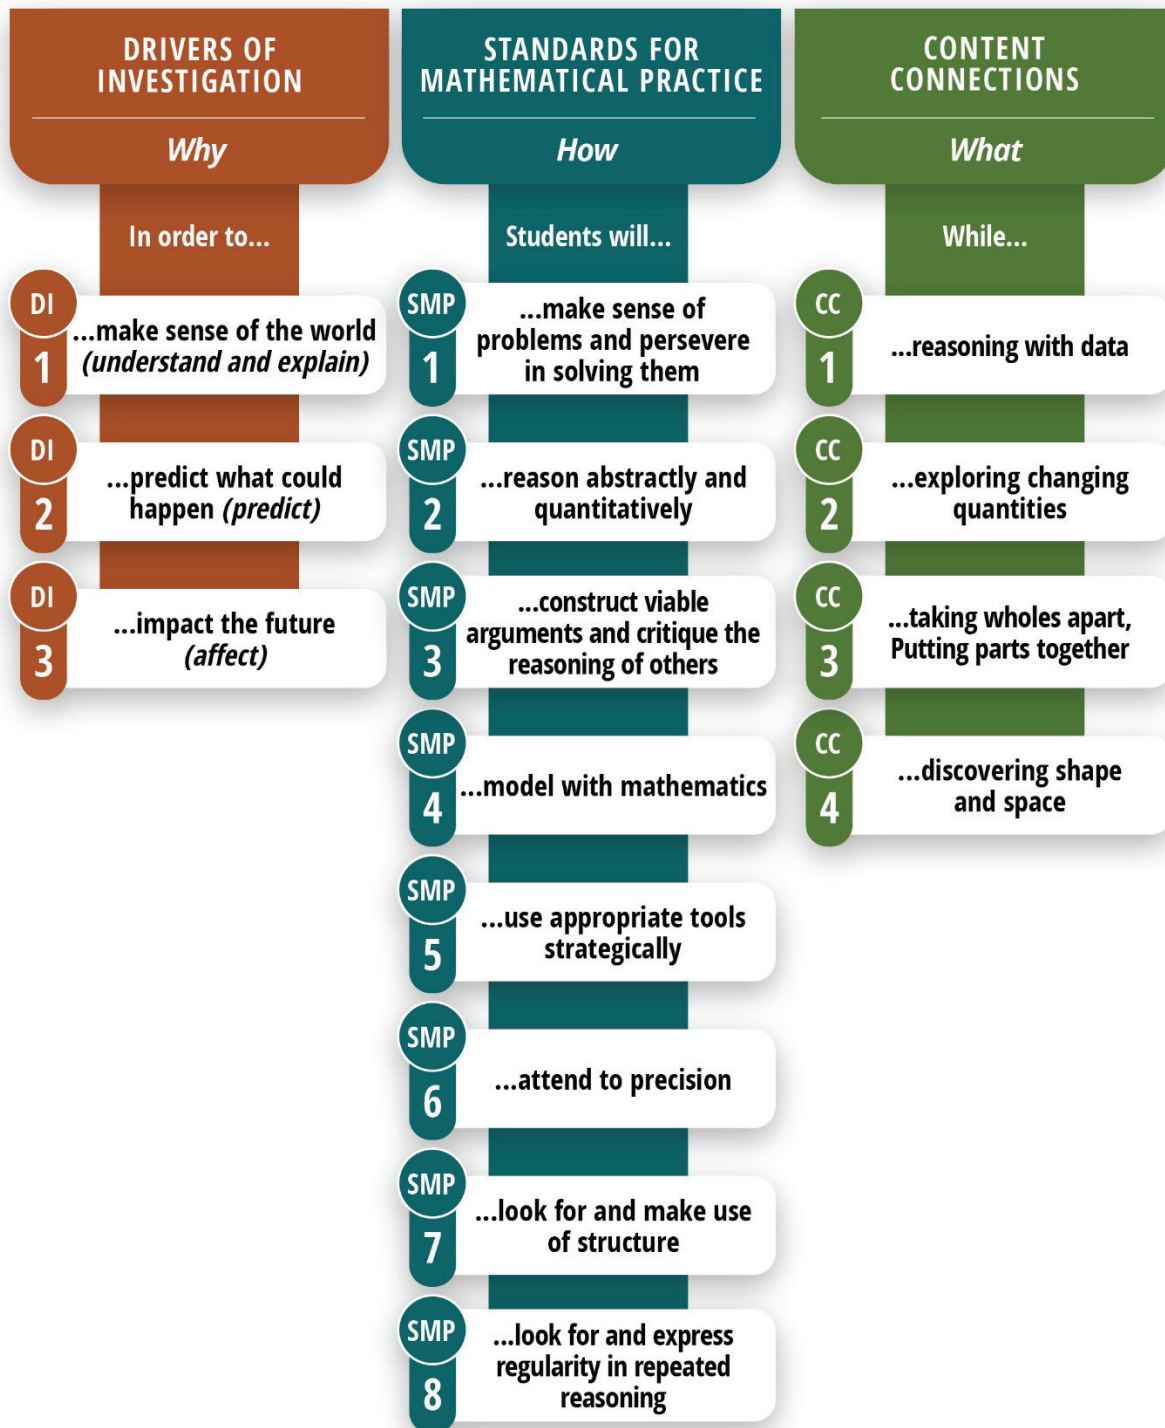 DRIVERS OF
INVESTIGATION
Why
In order to...
DI
1
...make sense of the world
(understand and explain)
DI
2
...predict what could
happen (predict)
DI
3
...impact the future
(affect)
STANDARDS FOR
MATHEMATICAL PRACTICE
How
Students will...
SMP
1
...make sense of
problems and persevere
in solving them
SMP
2
...reason abstractly and
quantitatively
SMP
3
...construct viable
arguments and critique the
reasoning of others
SMP
4
...model with mathematics
SMP
5
...use appropriate tools
strategically
SMP
6
...attend to precision
SMP
7
...look for and make use
of structure
SMP
8
...look for and express
regularity in repeated
reasoning
CONTENT
CONNECTIONS
What
While...
CC
1
...reasoning with data
CC
2
...exploring changing
quantities
CC
3
...taking wholes apart,
Putting parts together
CC
4
...discovering shape
and space